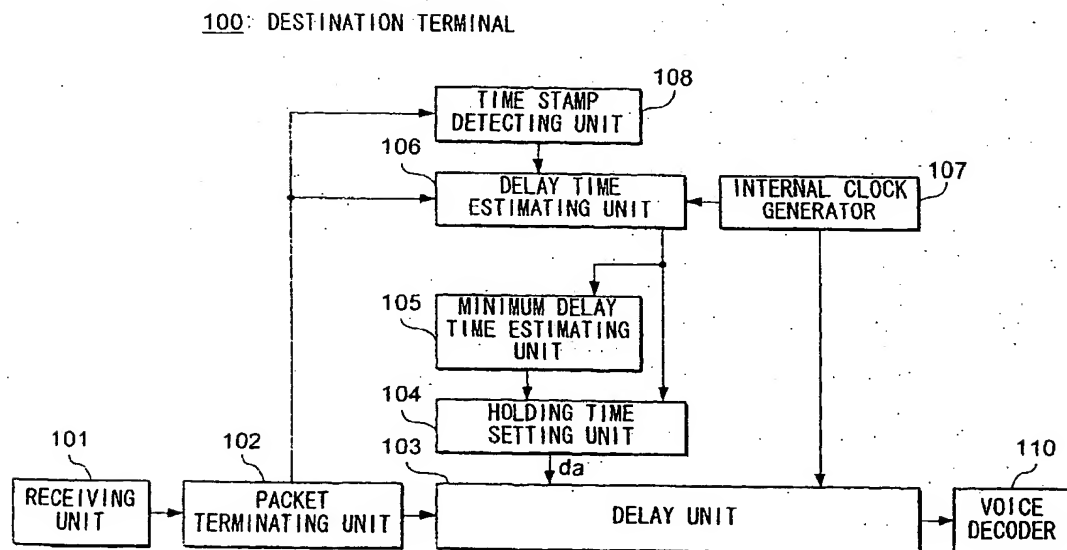 100: DESTINATION TERMINAL
108
TIME STAMP
DETECTING UNIT
106
DELAY TIME
ESTIMATING UNIT
107
INTERNAL CLOCK
GENERATOR
105
MINIMUM DELAY
TIME ESTIMATING
UNIT
104
HOLDING TIME
SETTING UNIT
da
101
RECEIVING
UNIT
102
PACKET
TERMINATING UNIT
103
DELAY UNIT
110
VOICE
DECODER